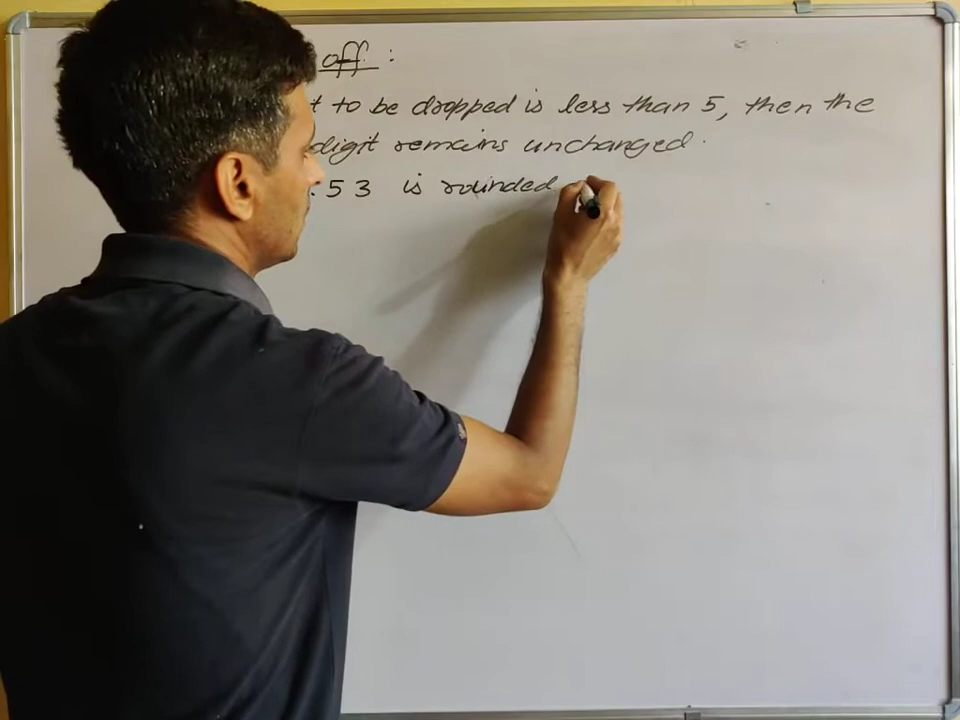 off :
t to be dropped is less than 5, then the
digit remains unchanged.
.53 is rounded